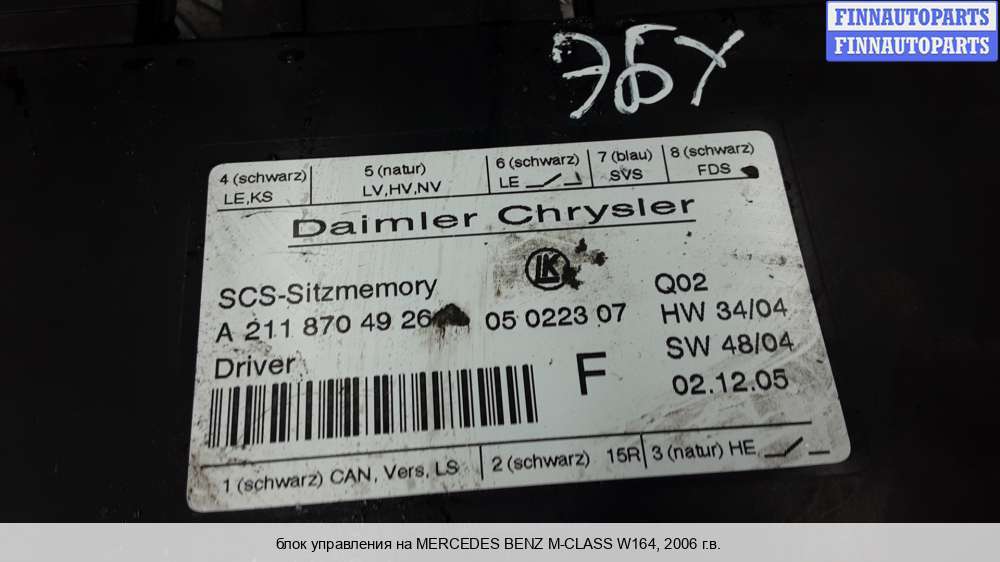 FINNAUTOPARTS
FINNAUTOPARTS
ЭБУ
4 (schwarz) 5 (natur) 6 (schwarz) 7 (blau) 8 (schwarz)
LE,KS LV,HV,NV LE SVS FDS
Daimler Chrysler
LK
SCS-Sitzmemory Q02
A 211 870 49 26 05 0223 07 HW 34/04
Driver F SW 48/04
02.12.05
1 (schwarz) CAN, Vers, LS 2 (schwarz) 15R 3 (natur) HE
блок управления на MERCEDES BENZ M-CLASS W164, 2006 г.в.